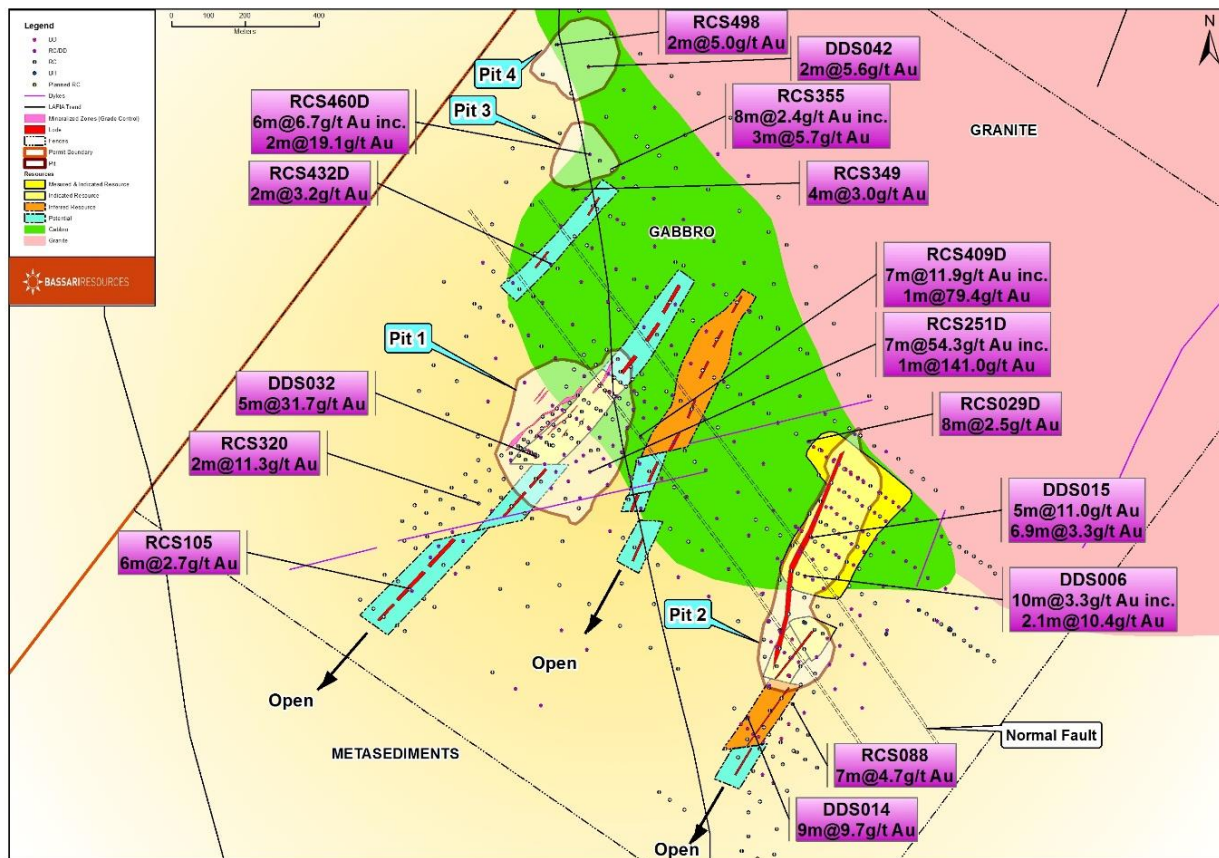 Legend
DD
RC/DD
RC
Planned RC
Dykes
LAFIA Trend
Mineralized Zones (Grade Control)
Lode
Fences
Permit Boundary
Pit
Resources
Measured & Indicated Resource
Indicated Resource
Inferred Resource
Potential
Gabbro
Granite
BASSARI RESOURCES
0 100 200 400
Meters
N
RCS498
2m@5.0g/t Au
DDS042
2m@5.6g/t Au
Pit 4
RCS460D
6m@6.7g/t Au inc.
2m@19.1g/t Au
Pit 3
RCS355
8m@2.4g/t Au inc.
3m@5.7g/t Au
GRANITE
RCS432D
2m@3.2g/t Au
RCS349
4m@3.0g/t Au
GABBRO
RCS409D
7m@11.9g/t Au inc.
1m@79.4g/t Au
Pit 1
RCS251D
7m@54.3g/t Au inc.
1m@141.0g/t Au
DDS032
5m@31.7g/t Au
RCS029D
8m@2.5g/t Au
RCS320
2m@11.3g/t Au
DDS015
5m@11.0g/t Au
6.9m@3.3g/t Au
RCS105
6m@2.7g/t Au
DDS006
10m@3.3g/t Au inc.
2.1m@10.4g/t Au
Pit 2
Open
Open
Normal Fault
METASEDIMENTS
RCS088
7m@4.7g/t Au
DDS014
9m@9.7g/t Au
Open